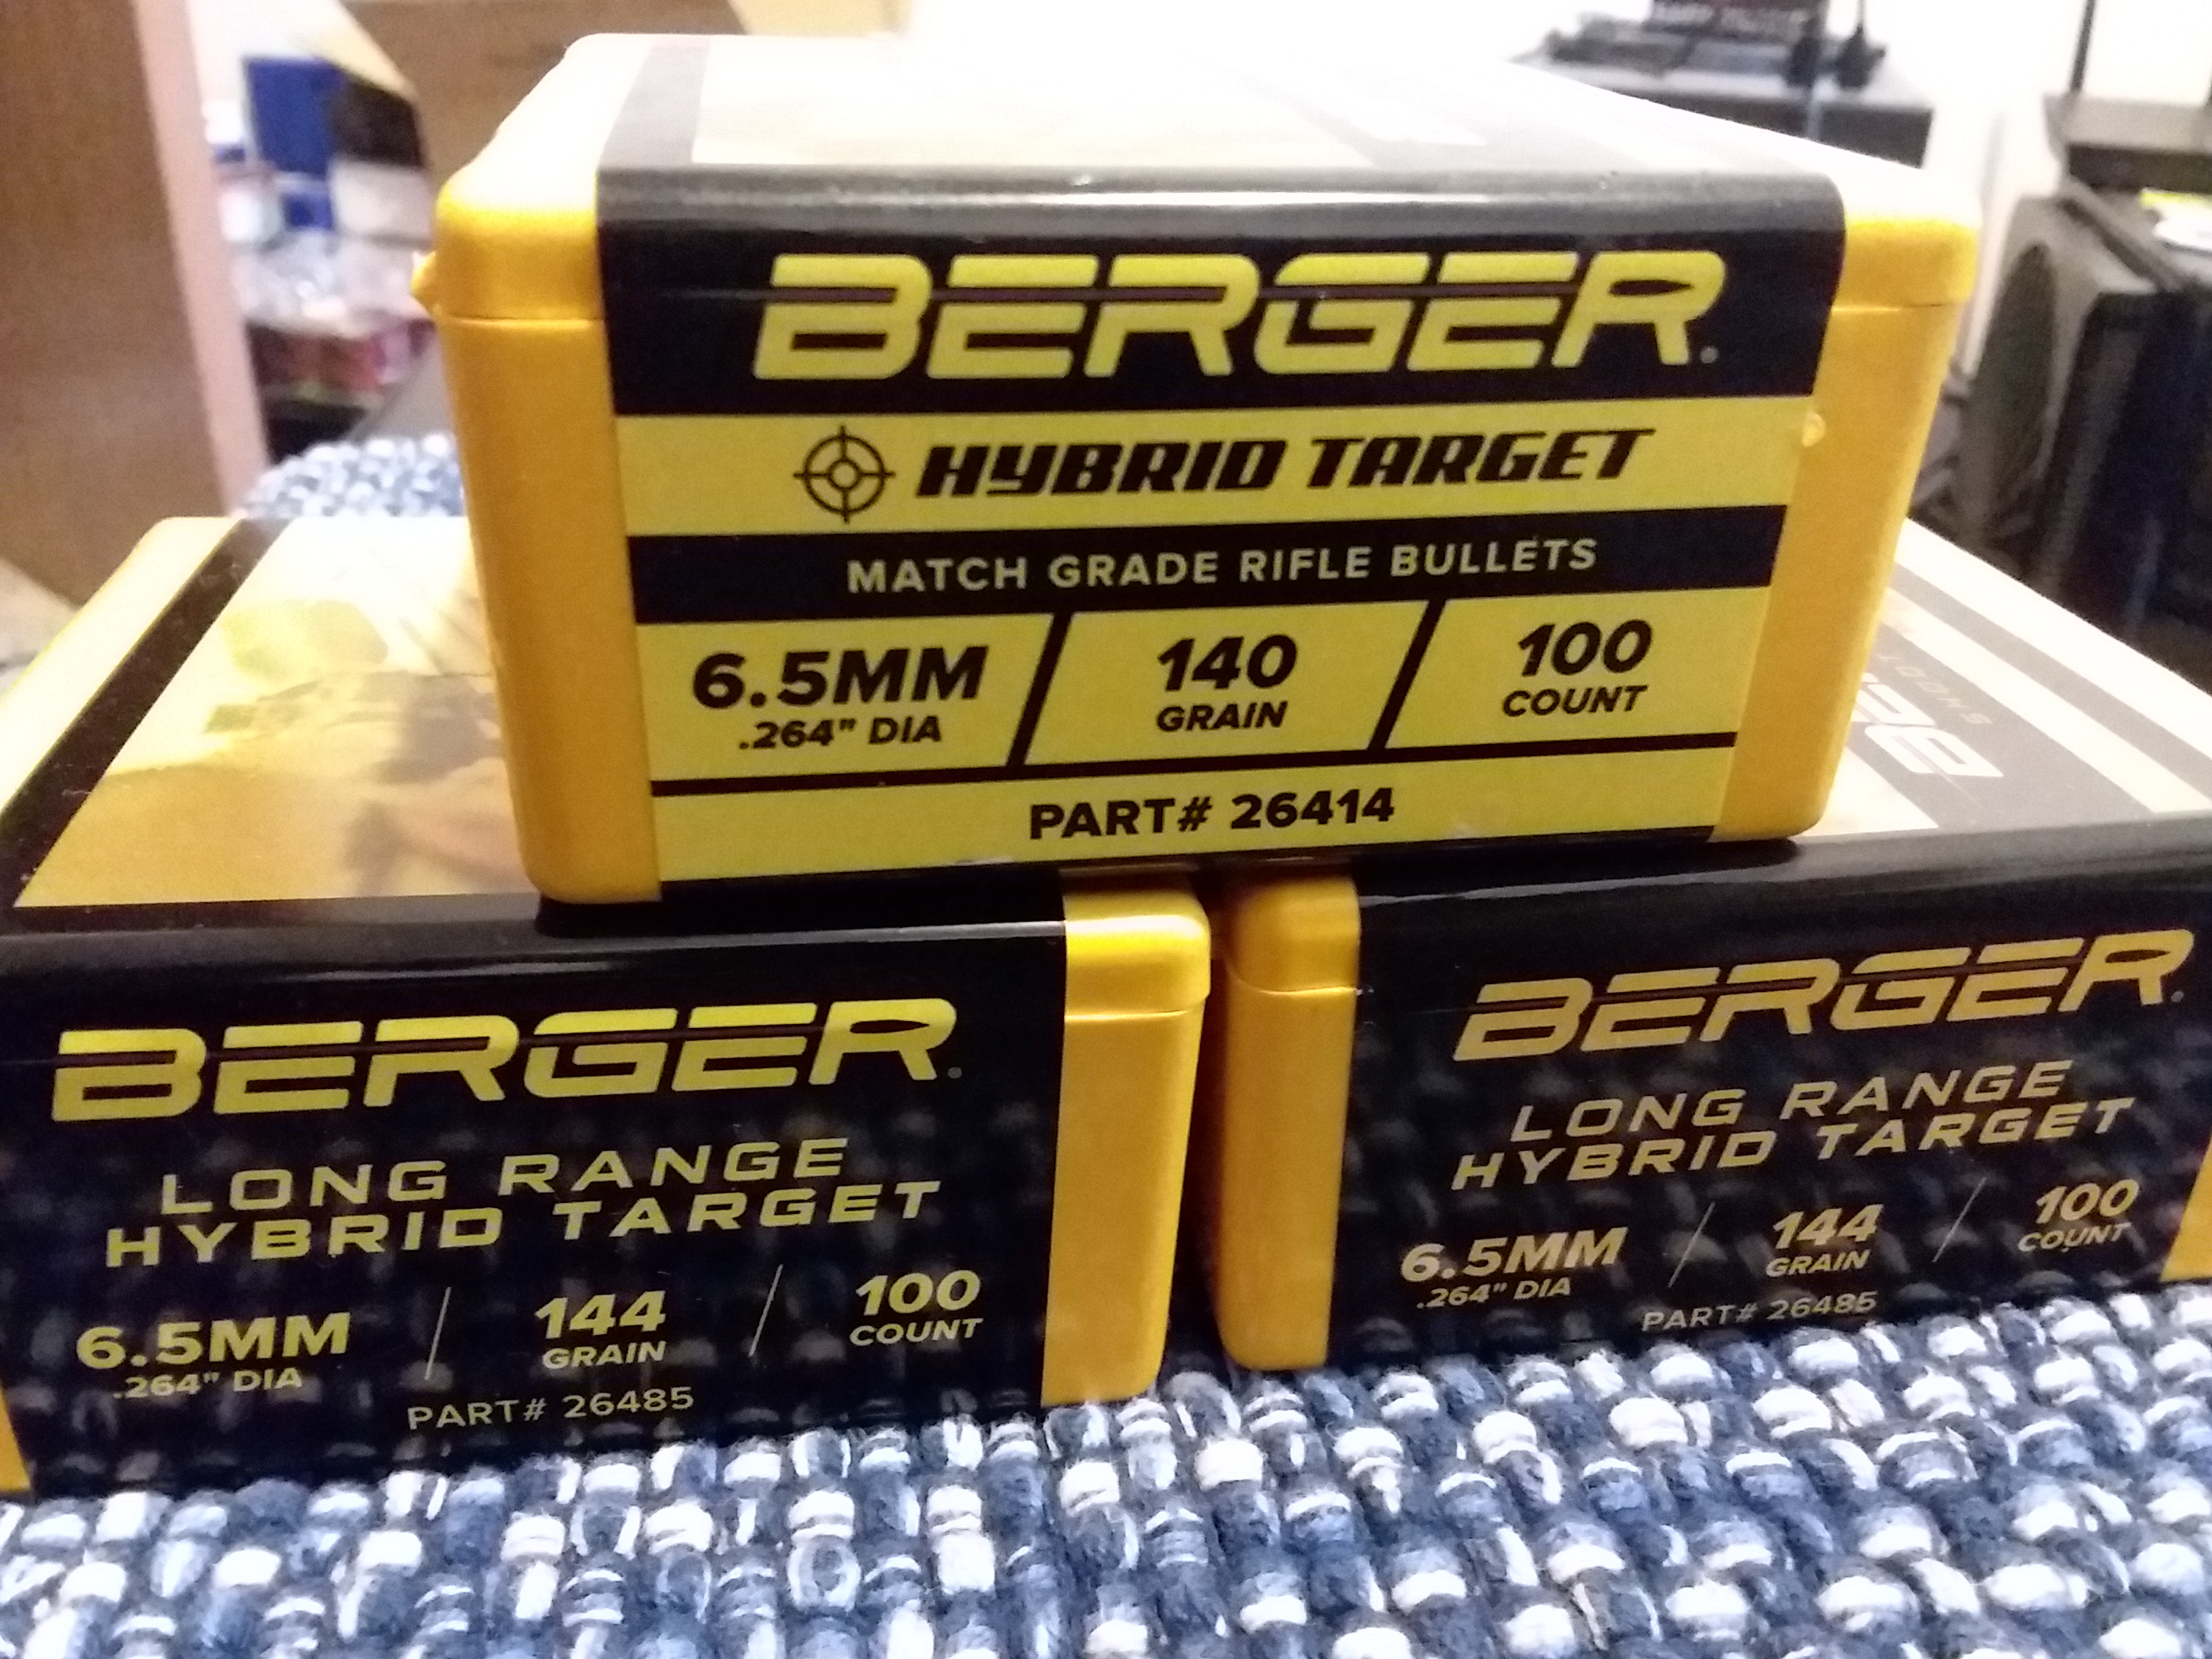 BERGER®
HYBRID TARGET
MATCH GRADE RIFLE BULLETS
6.5MM
.264" DIA
140
GRAIN
100
COUNT
PART# 26414
BERGER®
LONG RANGE
HYBRID TARGET
6.5MM
.264" DIA
144
GRAIN
100
COUNT
PART# 26485
BERGER®
LONG RANGE
HYBRID TARGET
6.5MM
.264" DIA
144
GRAIN
100
COUNT
PART# 26485